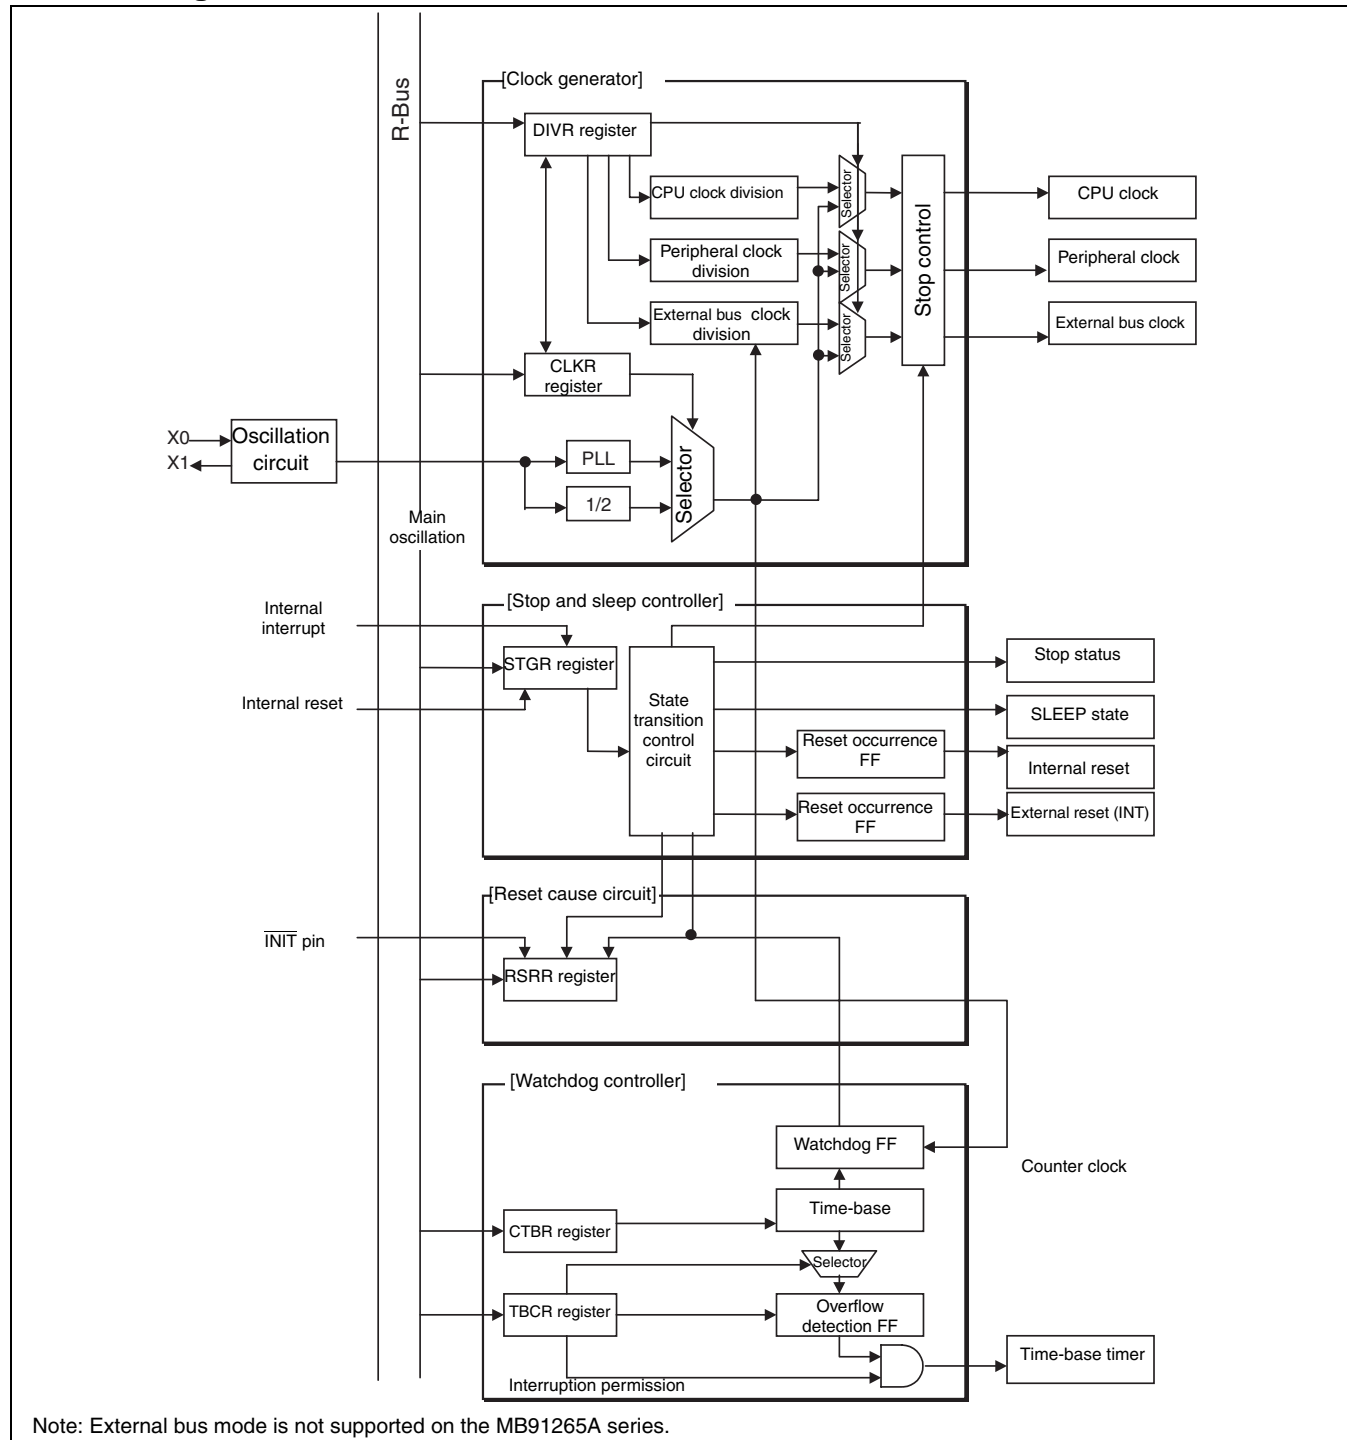 [Clock generator]
R-Bus
DIVR register
CPU clock division
Peripheral clock
division
External bus clock
division
Selector
Selector
Selector
Stop control
CPU clock
Peripheral clock
External bus clock
CLKR
register
X0
X1
Oscillation
circuit
PLL
1/2
Selector
Main
oscillation
[Stop and sleep controller]
Internal
interrupt
STGR register
Internal reset
State
transition
control
circuit
Stop status
SLEEP state
Reset occurrence
FF
Internal reset
Reset occurrence
FF
External reset (INT)
[Reset cause circuit]
INIT pin
RSRR register
[Watchdog controller]
Watchdog FF
Counter clock
Time-base
CTBR register
Selector
TBCR register
Overflow
detection FF
Time-base timer
Interruption permission
Note: External bus mode is not supported on the MB91265A series.